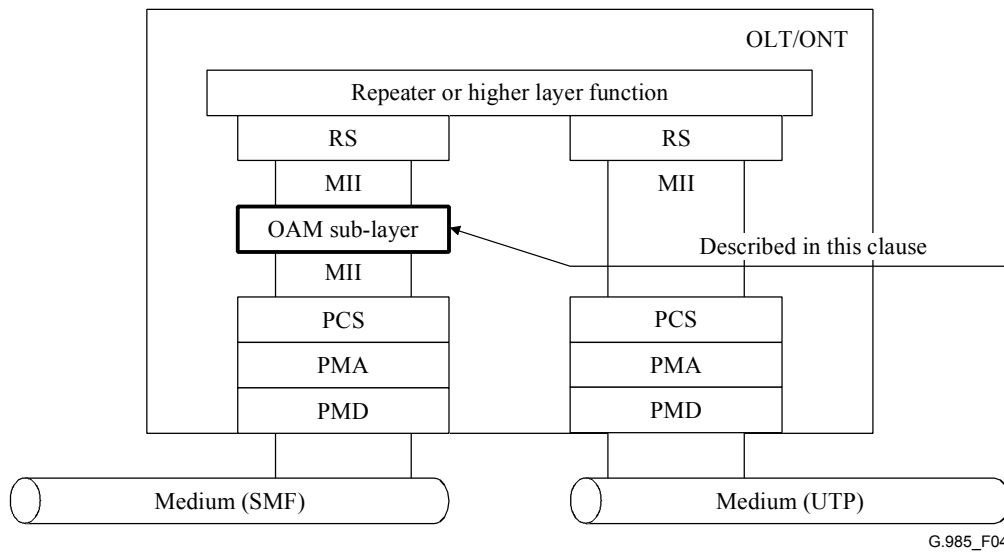 OLT/ONT
Repeater or higher layer function
RS
RS
MII
MII
OAM sub-layer
Described in this clause
MII
PCS
PCS
PMA
PMA
PMD
PMD
Medium (SMF)
Medium (UTP)
G.985_F04